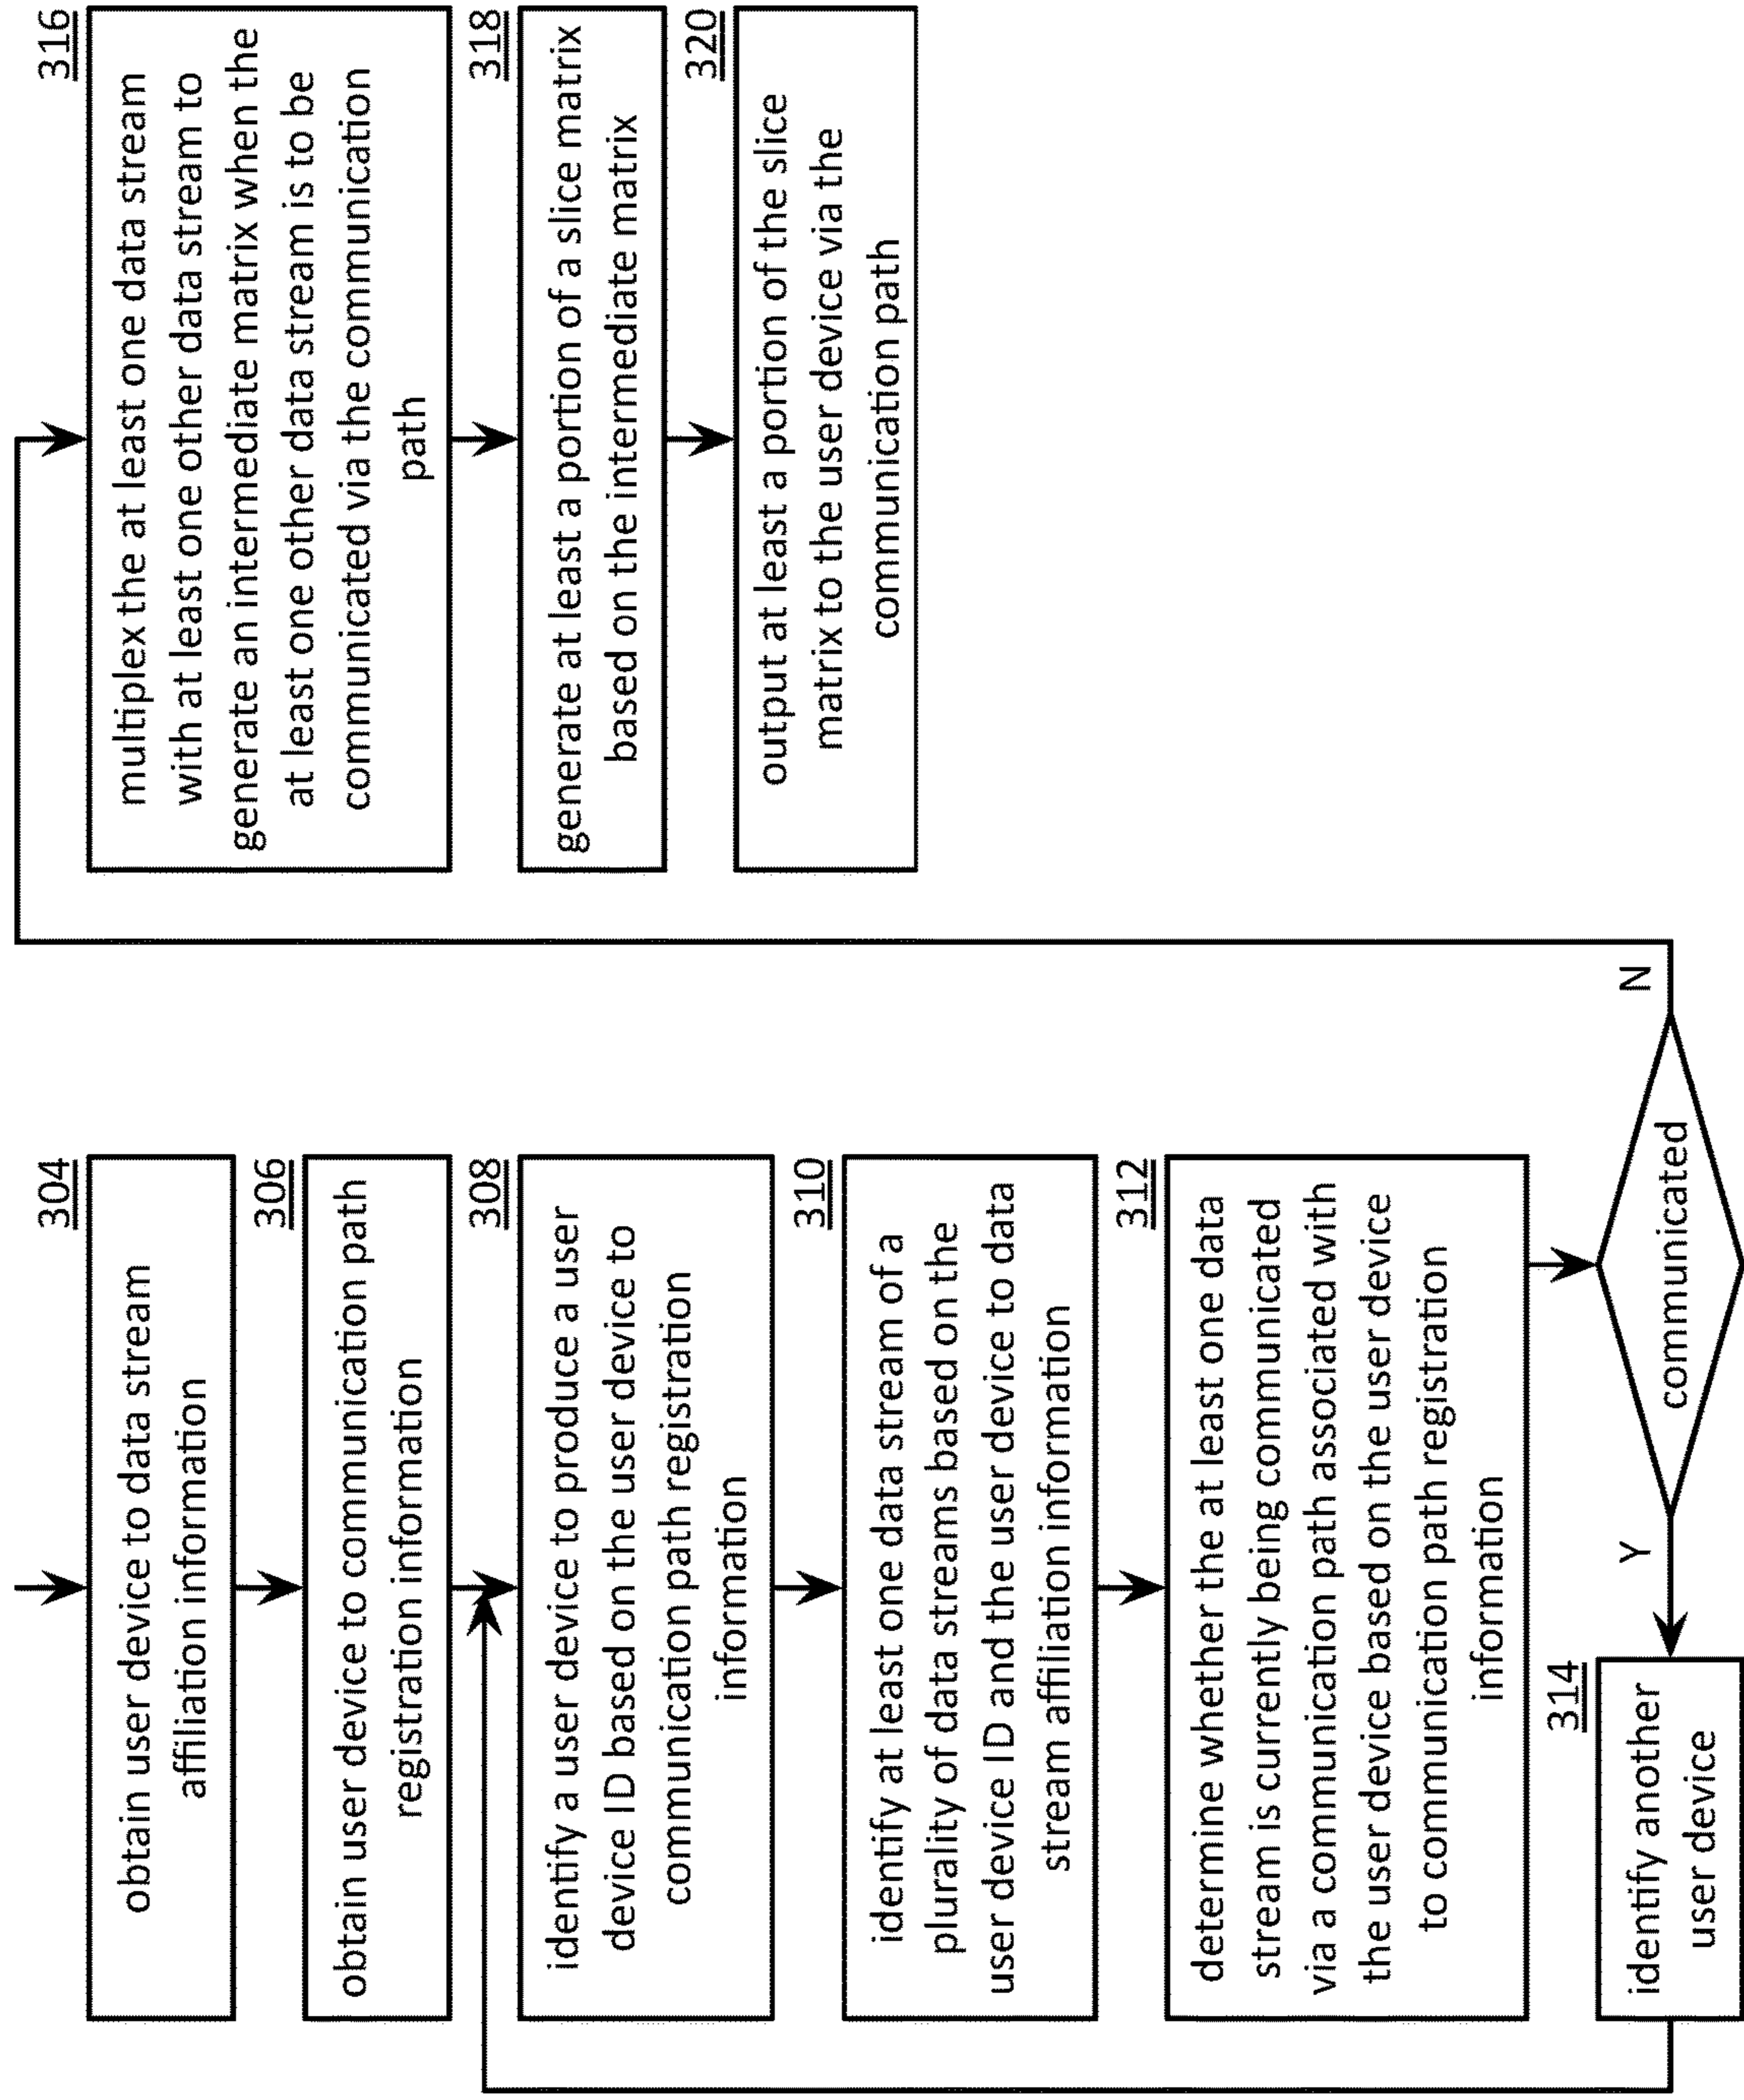 304
obtain user device to data stream
affiliation information
306
obtain user device to communication path
registration information
308
identify a user device to produce a user
device ID based on the user device to
communication path registration
information
310
identify at least one data stream of a
plurality of data streams based on the
user device ID and the user device to data
stream affiliation information
312
determine whether the at least one data
stream is currently being communicated
via a communication path associated with
the user device based on the user device
to communication path registration
information
communicated
Y
N
314
identify another
user device
316
multiplex the at least one data stream
with at least one other data stream to
generate an intermediate matrix when the
at least one other data stream is to be
communicated via the communication
path
318
generate at least a portion of a slice matrix
based on the intermediate matrix
320
output at least a portion of the slice
matrix to the user device via the
communication path